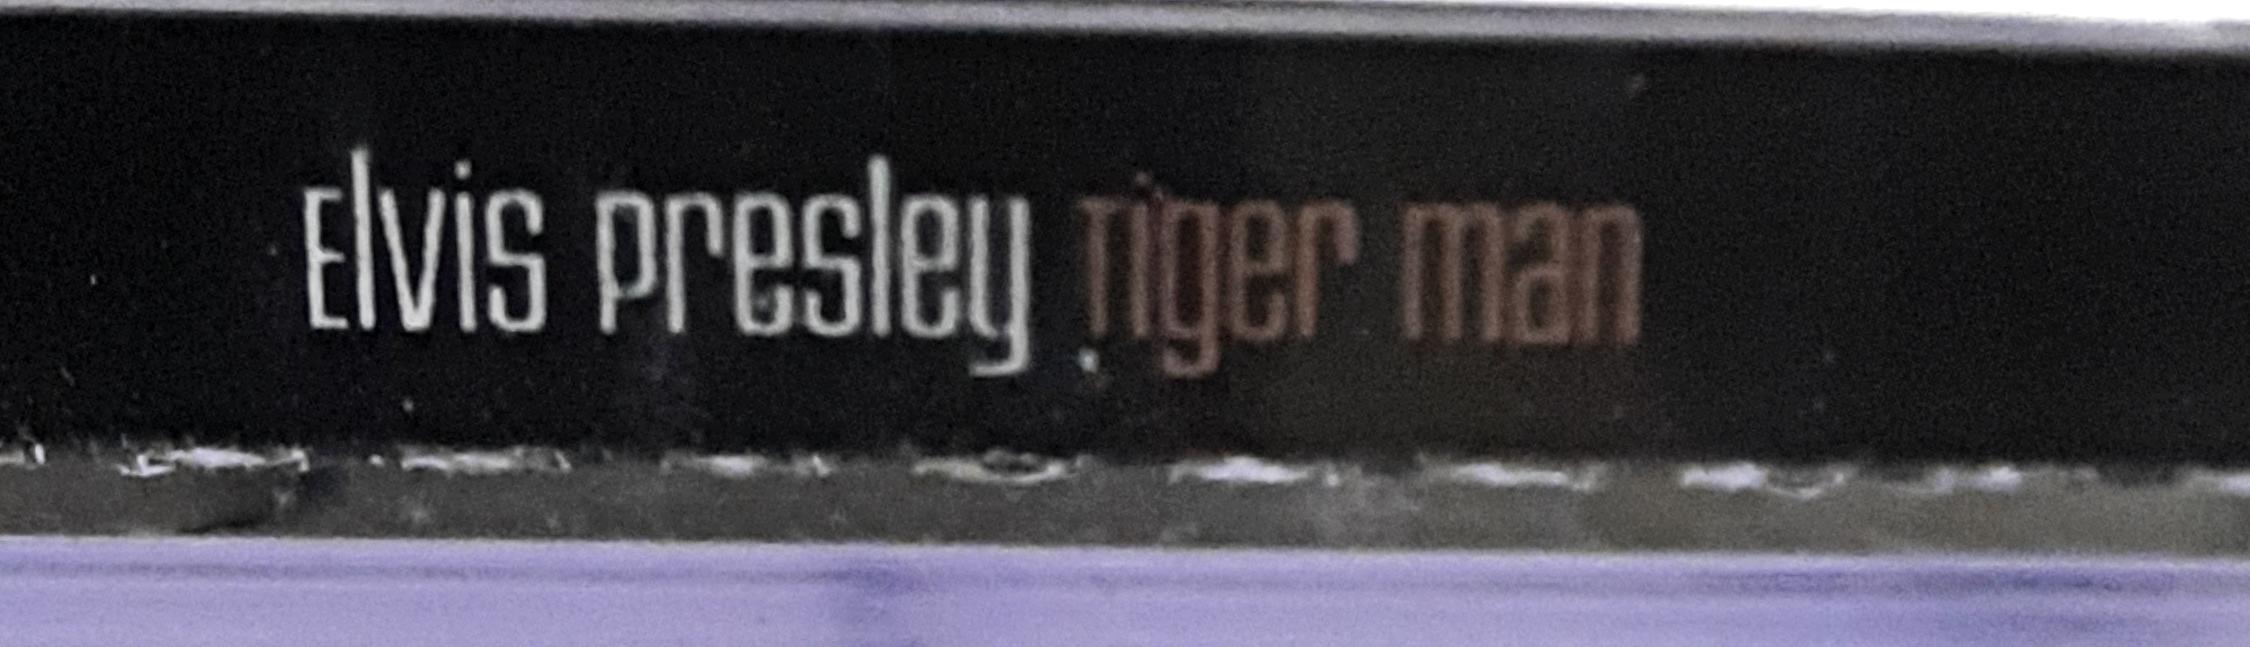 Elvis presley Tiger man